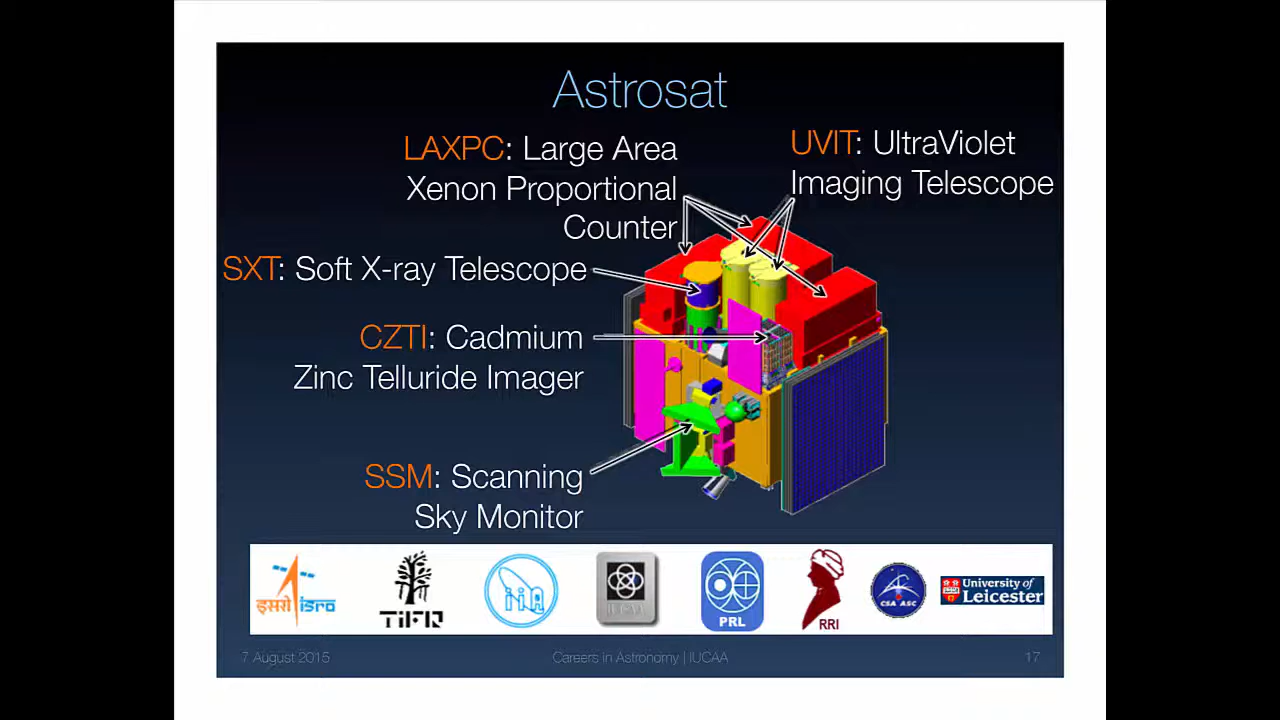 Astrosat
LAXPC: Large Area
Xenon Proportional
Counter
UVIT: UltraViolet
Imaging Telescope
SXT: Soft X-ray Telescope
CZTI: Cadmium
Zinc Telluride Imager
SSM: Scanning
Sky Monitor
इसरो isro
TIFR
IIA
IUCAA
PRL
RRI
CSA ASC
University of
Leicester
7 August 2015
Careers in Astronomy | IUCAA
17